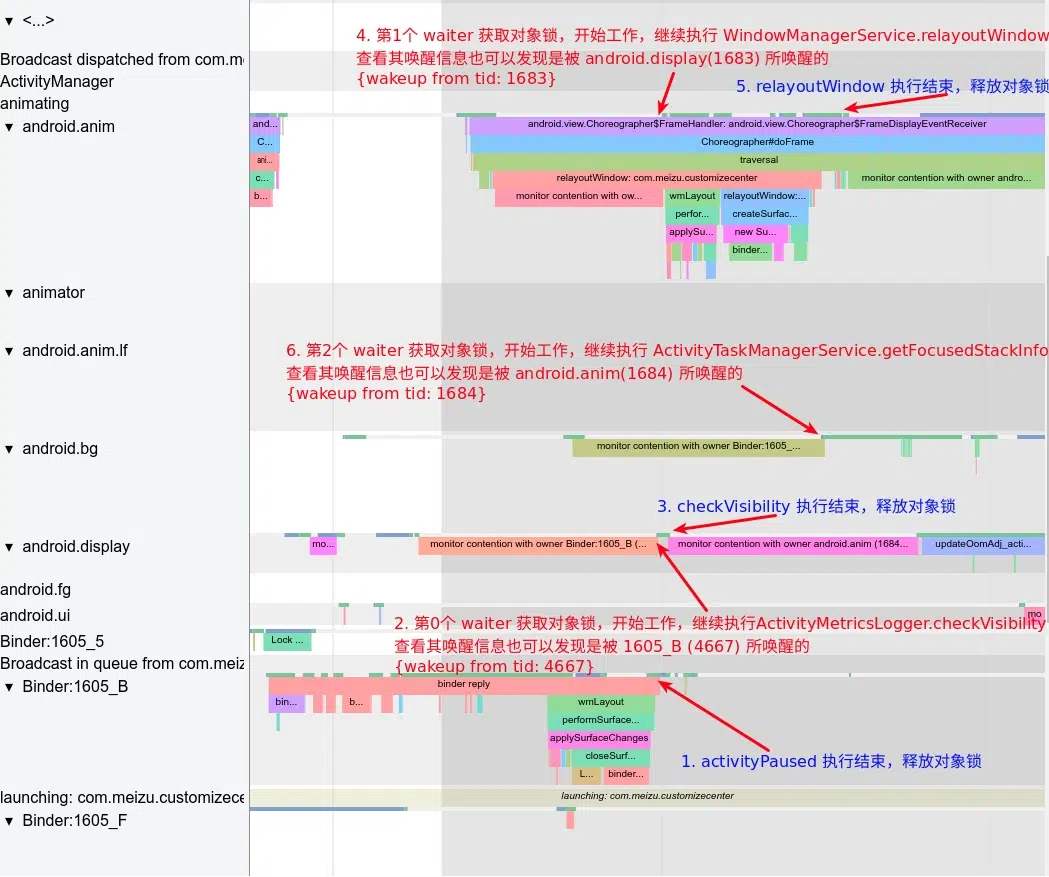 ▼ <...>
4. 第1个 waiter 获取对象锁，开始工作，继续执行 WindowManagerService.relayoutWindow
Broadcast dispatched from com.m
查看其唤醒信息也可以发现是被 android.display(1683) 所唤醒的
ActivityManager
{wakeup from tid: 1683}
5. relayoutWindow 执行结束，释放对象锁
animating
▼ android.anim
and...
android.view.Choreographer$FrameHandler: android.view.Choreographer$FrameDisplayEventReceiver
C...
Choreographer#doFrame
ani...
traversal
c...
relayoutWindow: com.meizu.customizecenter
monitor contention with owner andro...
b...
monitor contention with ow...
wmLayout
relayoutWindow:...
perfor...
createSurfac...
applySu...
new Su...
binder...
▼ animator
▼ android.anim.lf
6. 第2个 waiter 获取对象锁，开始工作，继续执行 ActivityTaskManagerService.getFocusedStackInfo
查看其唤醒信息也可以发现是被 android.anim(1684) 所唤醒的
{wakeup from tid: 1684}
▼ android.bg
monitor contention with owner Binder:1605_...
3. checkVisibility 执行结束，释放对象锁
▼ android.display
mo...
monitor contention with owner Binder:1605_B (...
monitor contention with owner android.anim (1684...
updateOomAdj_acti...
android.fg
android.ui
mo
2. 第0个 waiter 获取对象锁，开始工作，继续执行ActivityMetricsLogger.checkVisibility
Binder:1605_5
Lock ...
查看其唤醒信息也可以发现是被 1605_B (4667) 所唤醒的
Broadcast in queue from com.meiz
{wakeup from tid: 4667}
▼ Binder:1605_B
binder reply
bin...
b...
wmLayout
performSurface...
applySurfaceChanges
closeSurf...
1. activityPaused 执行结束，释放对象锁
L...
binder...
launching: com.meizu.customizece
launching: com.meizu.customizecenter
▼ Binder:1605_F